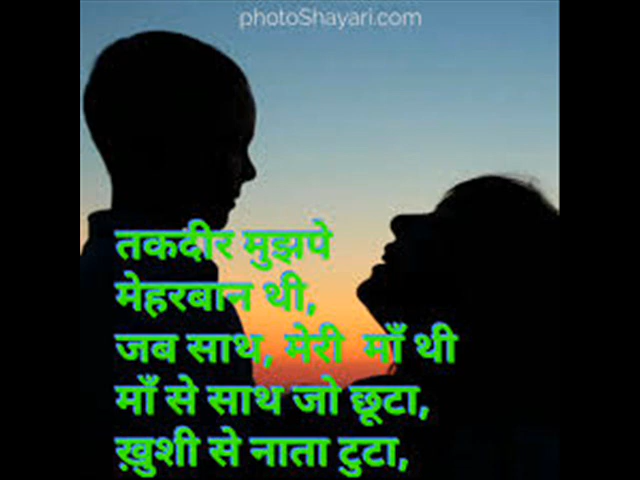 photoShayari.com
तकदीर मुझपे
मेहरबान थी,
जब साथ, मेरी माँ थी
माँ से साथ जो छूटा,
ख़ुशी से नाता टुटा,